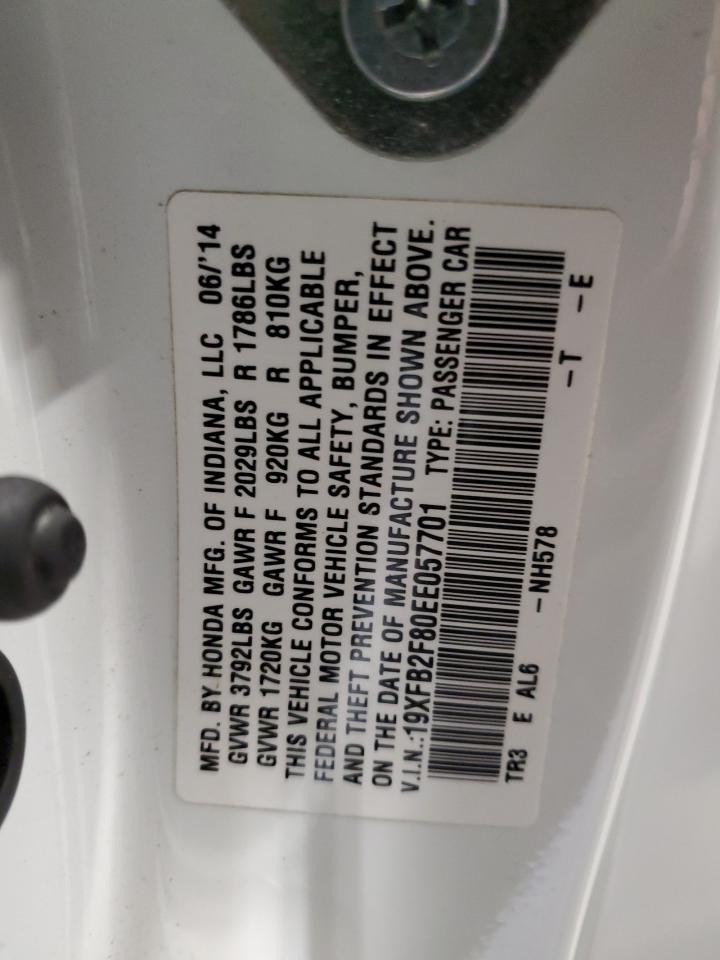 MFD. BY HONDA MFG. OF INDIANA, LLC 06/'14
GVWR 3792LBS GAWR F 2029LBS R 1786LBS
GVWR 1720KG GAWR F 920KG R 810KG
THIS VEHICLE CONFORMS TO ALL APPLICABLE
FEDERAL MOTOR VEHICLE SAFETY, BUMPER,
AND THEFT PREVENTION STANDARDS IN EFFECT
ON THE DATE OF MANUFACTURE SHOWN ABOVE.
V.I.N.:19XFB2F80EE057701 TYPE: PASSENGER CAR
TR3 E AL6 -NH578 -T -E